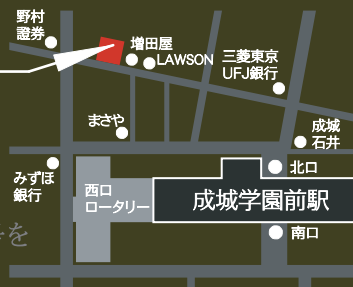 野村
證券
増田屋
LAWSON
三菱東京
UFJ銀行
まさや
成城
石井
みずほ
銀行
西口
ロータリー
北口
成城学園前駅
南口
を